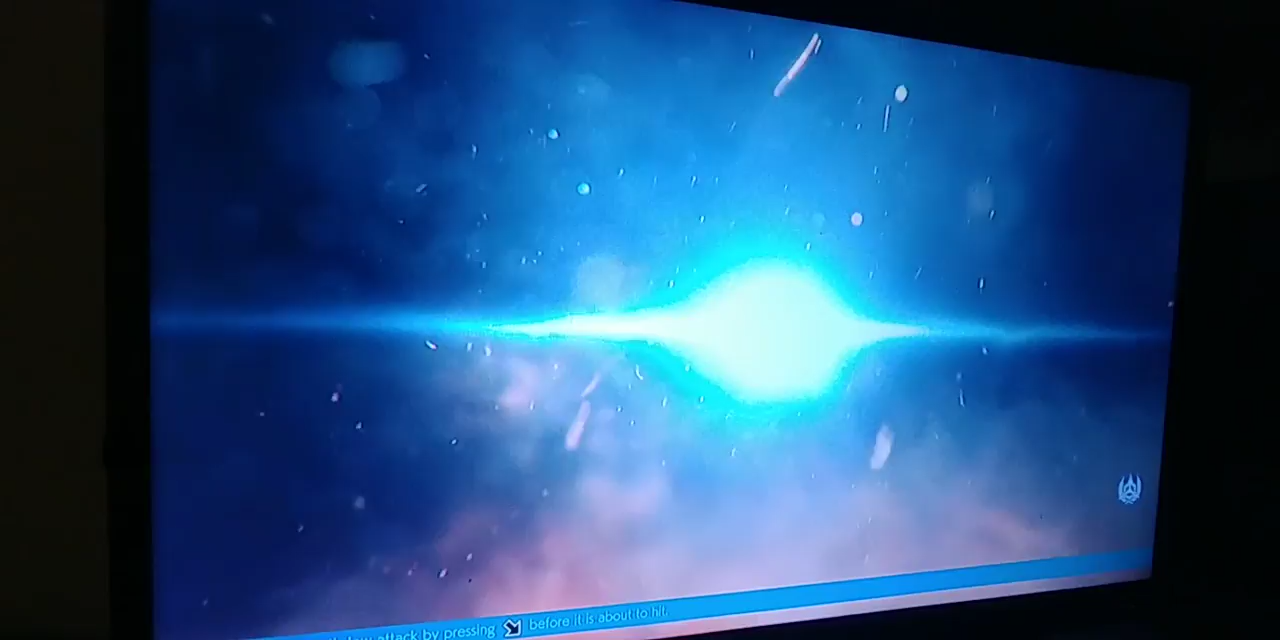 attack by pressing before it is about to hit.